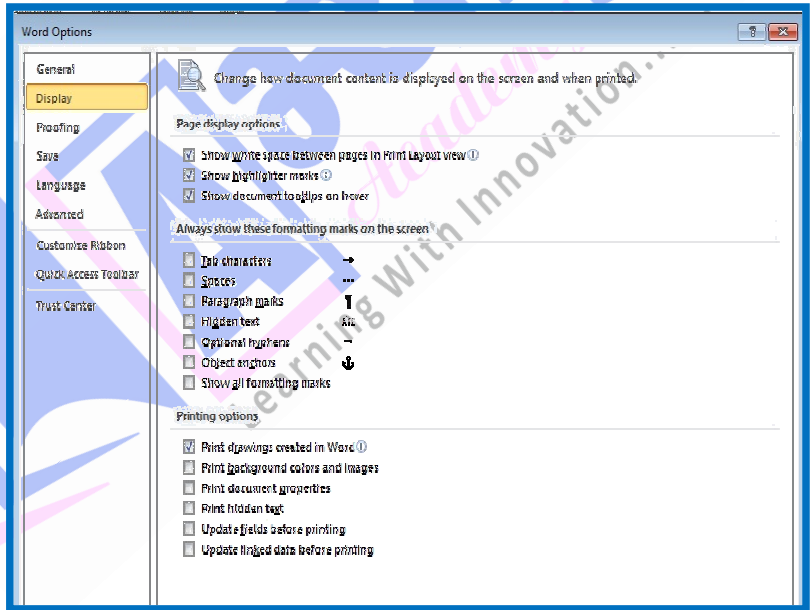 Word Options
General
Display
Proofing
Save
Language
Advanced
Customize Ribbon
Quick Access Toolbar
Trust Center
Change how document content is displayed on the screen and when printed.
Page display options
Show white space between pages in Print Layout view
Show highlighter marks
Show document tooltips on hover
Always show these formatting marks on the screen
Tab characters →
Spaces ···
Paragraph marks ¶
Hidden text
Optional hyphens ¬
Object anchors
Show all formatting marks
Printing options
Print drawings created in Word
Print background colors and images
Print document properties
Print hidden text
Update fields before printing
Update linked data before printing
Academy
Learning With Innovation...